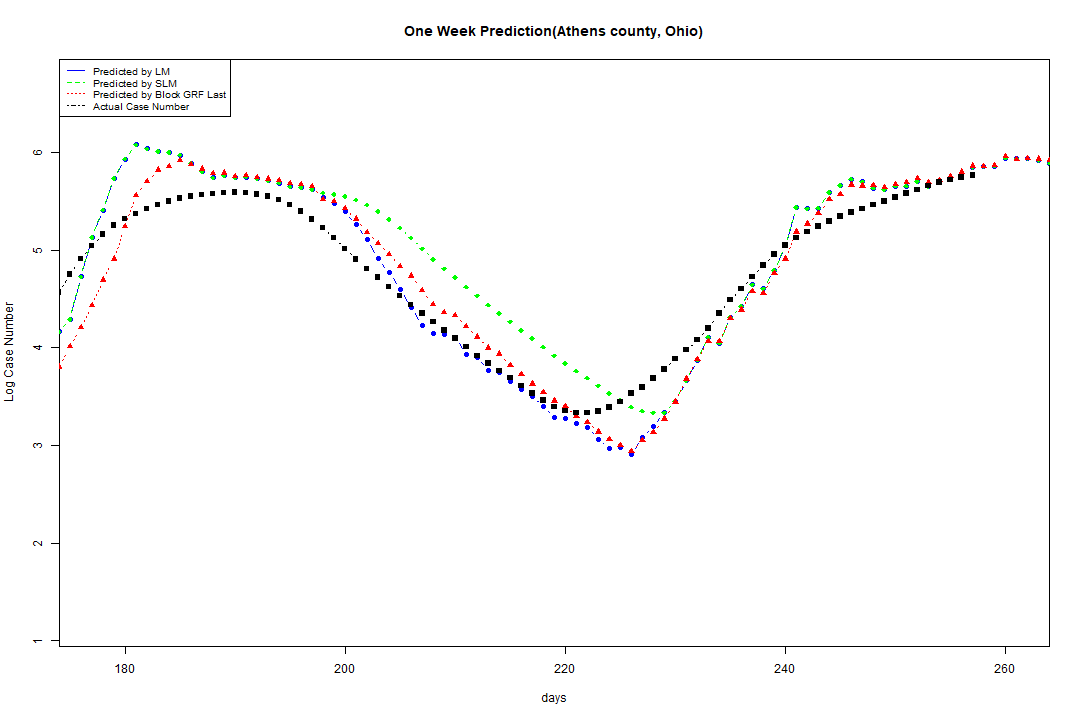 One Week Prediction(Athens county, Ohio)
Predicted by LM
Predicted by SLM
Predicted by Block GRF Last
Actual Case Number
Log Case Number
6
5
4
3
2
1
180 200 220 240 260
days